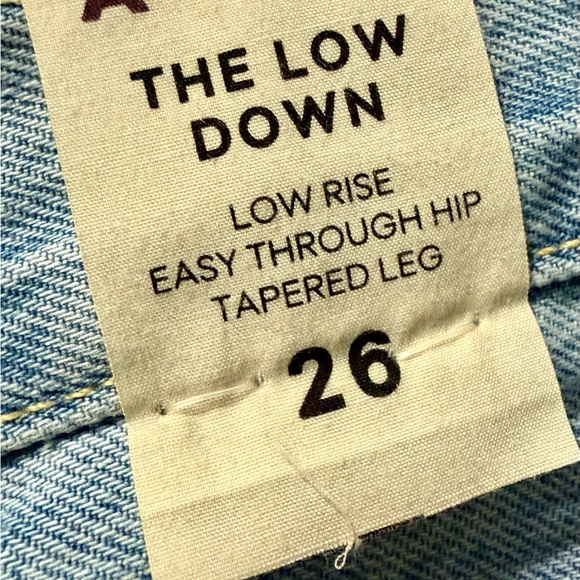 THE LOW
DOWN
LOW RISE
EASY THROUGH HIP
TAPERED LEG
26